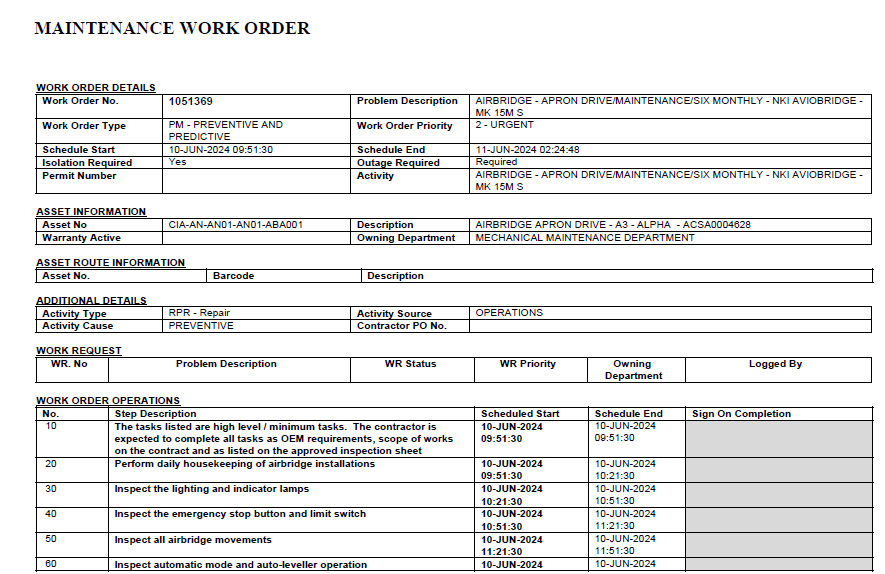 MAINTENANCE WORK ORDER
WORK ORDER DETAILS
Work Order No. 1051369 Problem Description AIRBRIDGE - APRON DRIVE/MAINTENANCE/SIX MONTHLY - NKI AVIOBRIDGE -
MK 15M S
Work Order Type PM - PREVENTIVE AND Work Order Priority 2 - URGENT
PREDICTIVE
Schedule Start 10-JUN-2024 09:51:30 Schedule End 11-JUN-2024 02:24:48
Isolation Required Yes Outage Required Required
Permit Number Activity AIRBRIDGE - APRON DRIVE/MAINTENANCE/SIX MONTHLY - NKI AVIOBRIDGE -
MK 15M S
ASSET INFORMATION
Asset No CIA-AN-AN01-AN01-ABA001 Description AIRBRIDGE APRON DRIVE - A3 - ALPHA - ACSA0004628
Warranty Active Owning Department MECHANICAL MAINTENANCE DEPARTMENT
ASSET ROUTE INFORMATION
Asset No. Barcode Description
ADDITIONAL DETAILS
Activity Type RPR - Repair Activity Source OPERATIONS
Activity Cause PREVENTIVE Contractor PO No.
WORK REQUEST
WR. No Problem Description WR Status WR Priority Owning Logged By
Department
WORK ORDER OPERATIONS
No. Step Description Scheduled Start Schedule End Sign On Completion
10 The tasks listed are high level / minimum tasks. The contractor is 10-JUN-2024 10-JUN-2024
expected to complete all tasks as OEM requirements, scope of works 09:51:30 09:51:30
on the contract and as listed on the approved inspection sheet
20 Perform daily housekeeping of airbridge installations 10-JUN-2024 10-JUN-2024
09:51:30 10:21:30
30 Inspect the lighting and indicator lamps 10-JUN-2024 10-JUN-2024
10:21:30 10:51:30
40 Inspect the emergency stop button and limit switch 10-JUN-2024 10-JUN-2024
10:51:30 11:21:30
50 Inspect all airbridge movements 10-JUN-2024 10-JUN-2024
11:21:30 11:51:30
60 Inspect automatic mode and auto-leveller operation 10-JUN-2024 10-JUN-2024